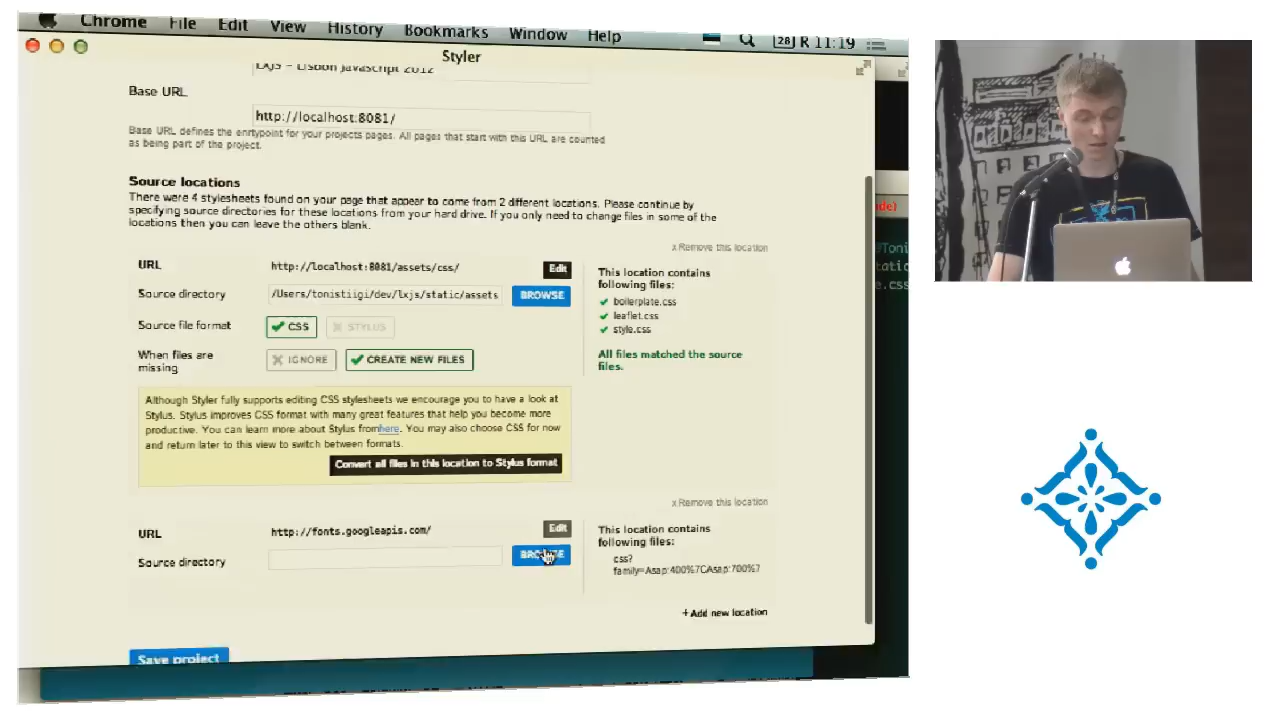 Chrome File Edit View History Bookmarks Window Help
[28] R 11:19
Styler
LXJS - Lisbon Javascript 2012
Base URL
http://localhost:8081/
Base URL defines the enrtypoint for your projects pages. All pages that start with this URL are counted
as being part of the project.
Source locations
There were 4 stylesheets found on your page that appear to come from 2 different locations. Please continue by
specifying source directories for these locations from your hard drive. If you only need to change files in some of the
locations then you can leave the others blank.
x Remove this location
URL
http://localhost:8081/assets/css/
Edit
Source directory
/Users/tonistiigi/dev/lxjs/static/assets
BROWSE
Source file format
CSS
STYLUS
When files are
missing
IGNORE
CREATE NEW FILES
This location contains
following files:
boilerplate.css
leaflet.css
style.css
All files matched the source
files.
Although Styler fully supports editing CSS stylesheets we encourage you to have a look at
Stylus. Stylus improves CSS format with many great features that help you become more
productive. You can learn more about Stylus fromhere. You may also choose CSS for now
and return later to this view to switch between formats.
Convert all files in this location to Stylus format
x Remove this location
URL
http://fonts.googleapis.com/
Edit
Source directory
BROWSE
This location contains
following files:
css?
family=Asap:400%7CAsap:700%7
+ Add new location
Save project
ade)
@Toni
tatic
e.css